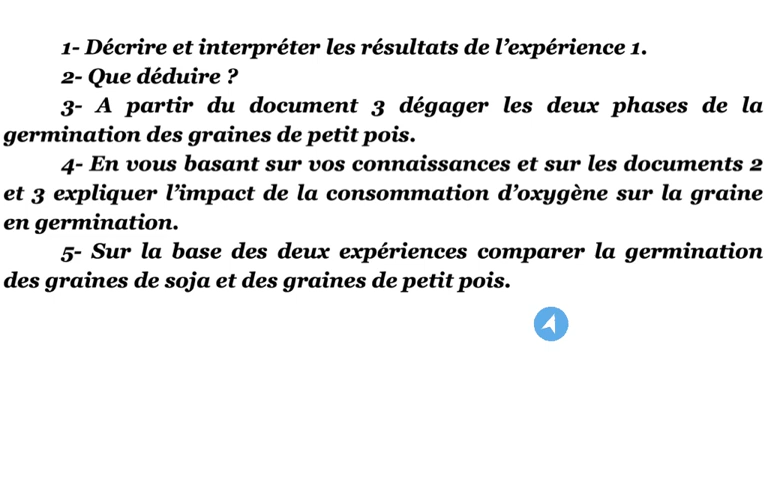 1- Décrire et interpréter les résultats de l'expérience 1.
2- Que déduire ?
3- A partir du document 3 dégager les deux phases de la
germination des graines de petit pois.
4- En vous basant sur vos connaissances et sur les documents 2
et 3 expliquer l'impact de la consommation d'oxygène sur la graine
en germination.
5- Sur la base des deux expériences comparer la germination
des graines de soja et des graines de petit pois.